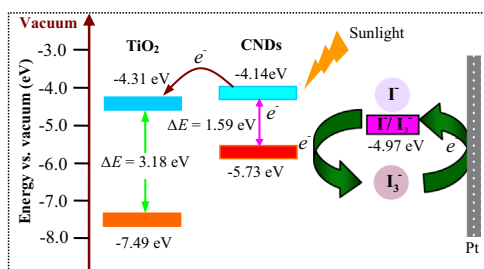 Vacuum
TiO₂
CNDs
Sunlight
Energy vs. vacuum (eV)
-3.0
-4.0
-5.0
-6.0
-7.0
-8.0
-4.31 eV
e⁻
-4.14eV
ΔE = 3.18 eV
ΔE = 1.59 eV
e⁻
-7.49 eV
-5.73 eV
e⁻
I⁻
I⁻/ I₃⁻
-4.97 eV
e⁻
I₃⁻
Pt